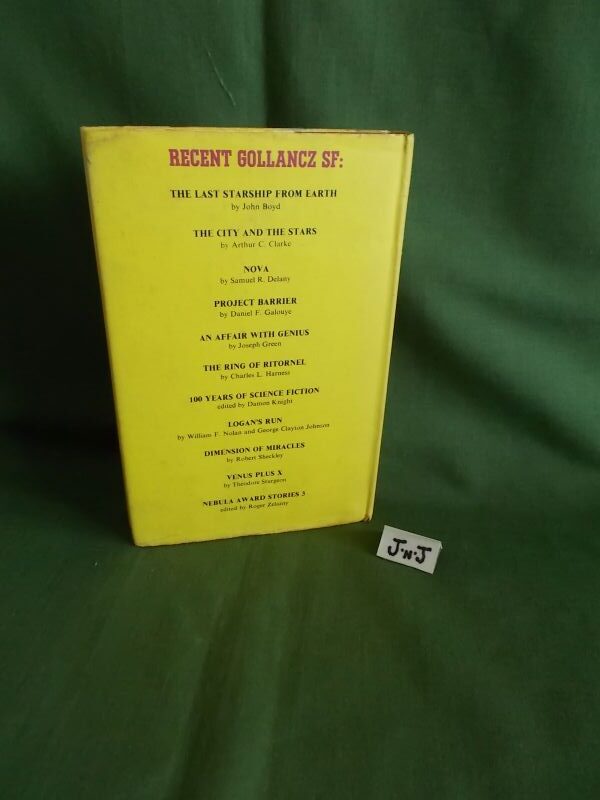 RECENT GOLLANCZ SF:
THE LAST STARSHIP FROM EARTH
by John Boyd
THE CITY AND THE STARS
by Arthur C. Clarke
NOVA
by Samuel R. Delany
PROJECT BARRIER
by Daniel F. Galouye
AN AFFAIR WITH GENIUS
by Joseph Green
THE RING OF RITORNEL
by Charles L. Harness
100 YEARS OF SCIENCE FICTION
edited by Damon Knight
LOGAN'S RUN
by William F. Nolan and George Clayton Johnson
DIMENSION OF MIRACLES
by Robert Sheckley
VENUS PLUS X
by Theodore Sturgeon
NEBULA AWARD STORIES 3
edited by Roger Zelazny
J·N·J